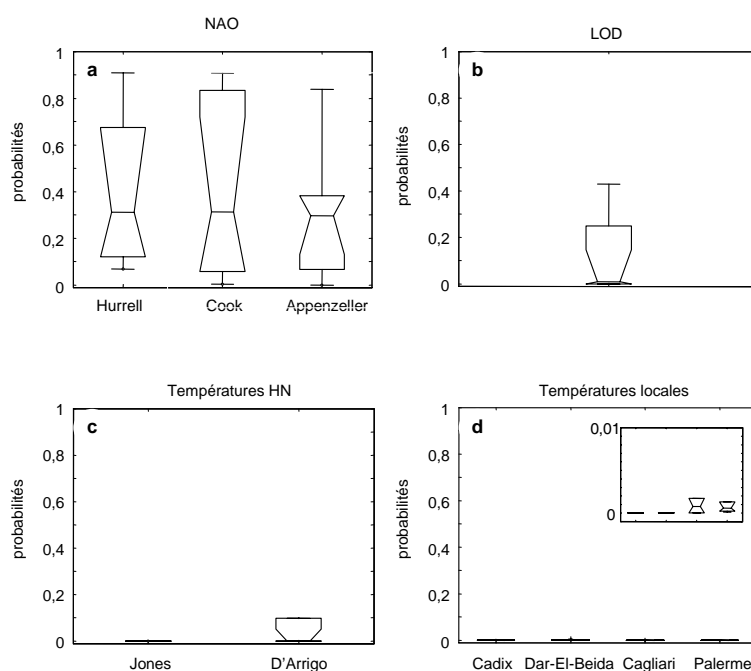 NAO
a
probabilités
1
0,8
0,6
0,4
0,2
0
Hurrell Cook Appenzeller
LOD
b
probabilités
1
0,8
0,6
0,4
0,2
0
Températures HN
c
probabilités
1
0,8
0,6
0,4
0,2
0
Jones D'Arrigo
Températures locales
d
probabilités
1
0,8
0,6
0,4
0,2
0
0,01
0
Cadix Dar-El-Beida Cagliari Palerme